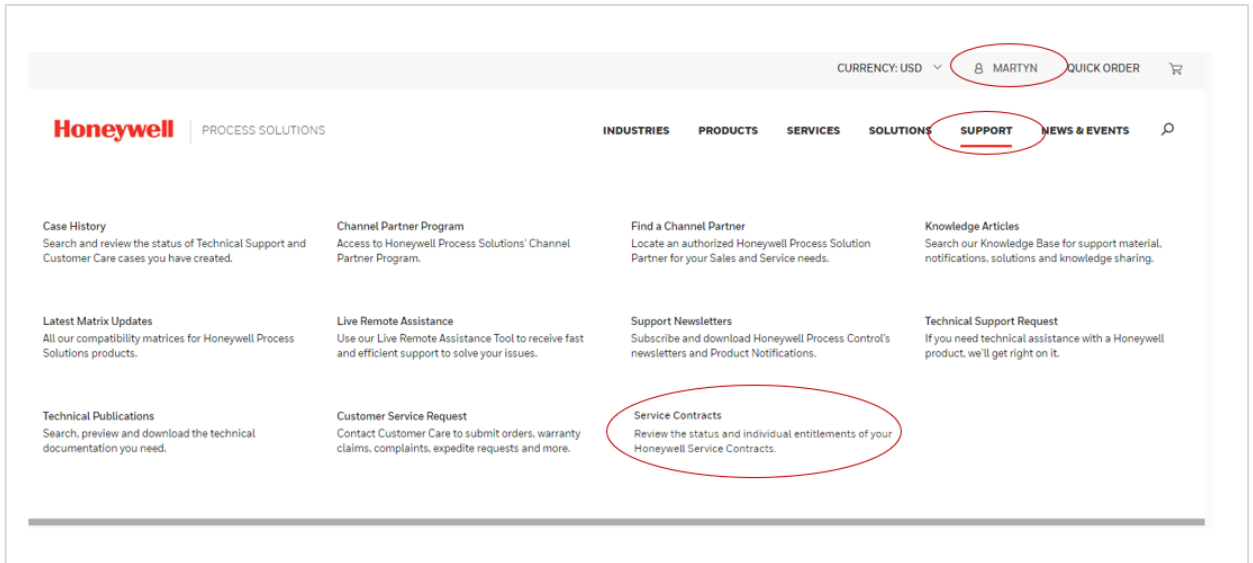 CURRENCY: USD MARTYN QUICK ORDER
Honeywell PROCESS SOLUTIONS
INDUSTRIES PRODUCTS SERVICES SOLUTIONS SUPPORT NEWS & EVENTS
Case History
Search and review the status of Technical Support and
Customer Care cases you have created.
Channel Partner Program
Access to Honeywell Process Solutions' Channel
Partner Program.
Find a Channel Partner
Locate an authorized Honeywell Process Solution
Partner for your Sales and Service needs.
Knowledge Articles
Search our Knowledge Base for support material,
notifications, solutions and knowledge sharing.
Latest Matrix Updates
All our compatibility matrices for Honeywell Process
Solutions products.
Live Remote Assistance
Use our Live Remote Assistance Tool to receive fast
and efficient support to solve your issues.
Support Newsletters
Subscribe and download Honeywell Process Control's
newsletters and Product Notifications.
Technical Support Request
If you need technical assistance with a Honeywell
product, we'll get right on it.
Technical Publications
Search, preview and download the technical
documentation you need.
Customer Service Request
Contact Customer Care to submit orders, warranty
claims, complaints, expedite requests and more.
Service Contracts
Review the status and individual entitlements of your
Honeywell Service Contracts.